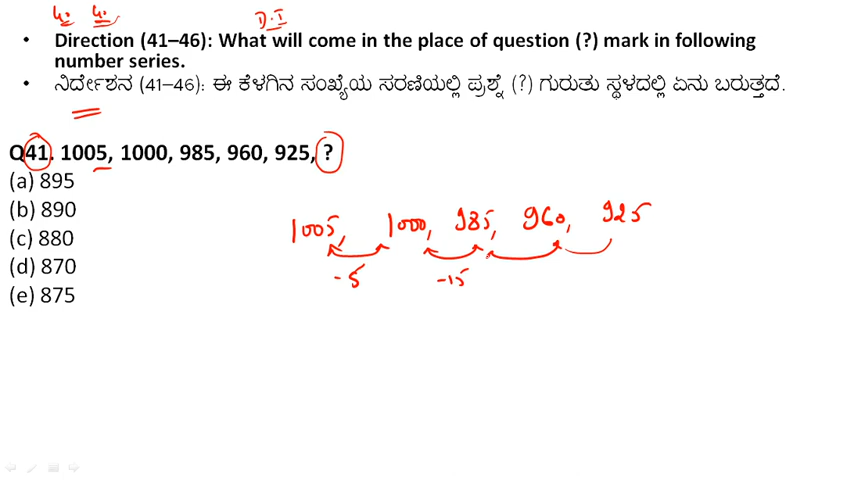 4. 4. D.I
• Direction (41–46): What will come in the place of question (?) mark in following
number series.
• ನಿರ್ದೇಶನ (41–46): ಈ ಕೆಳಗಿನ ಸಂಖ್ಯೆಯ ಸರಣಿಯಲ್ಲಿ ಪ್ರಶ್ನೆ (?) ಗುರುತು ಸ್ಥಳದಲ್ಲಿ ಏನು ಬರುತ್ತದೆ.
Q41. 1005, 1000, 985, 960, 925, ?
(a) 895
(b) 890
(c) 880
(d) 870
(e) 875
1005, 1000, 985, 960, 925
-5 -15